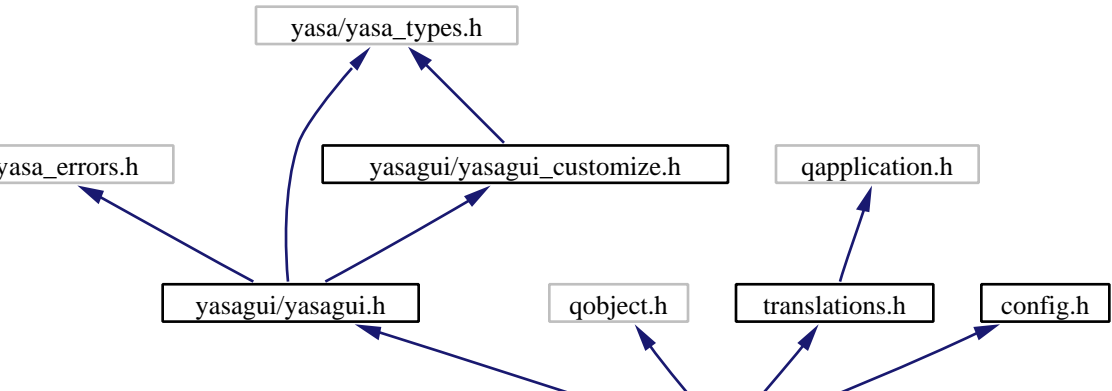 yasa/yasa_types.h
yasa_errors.h
yasagui/yasagui_customize.h
qapplication.h
yasagui/yasagui.h
qobject.h
translations.h
config.h